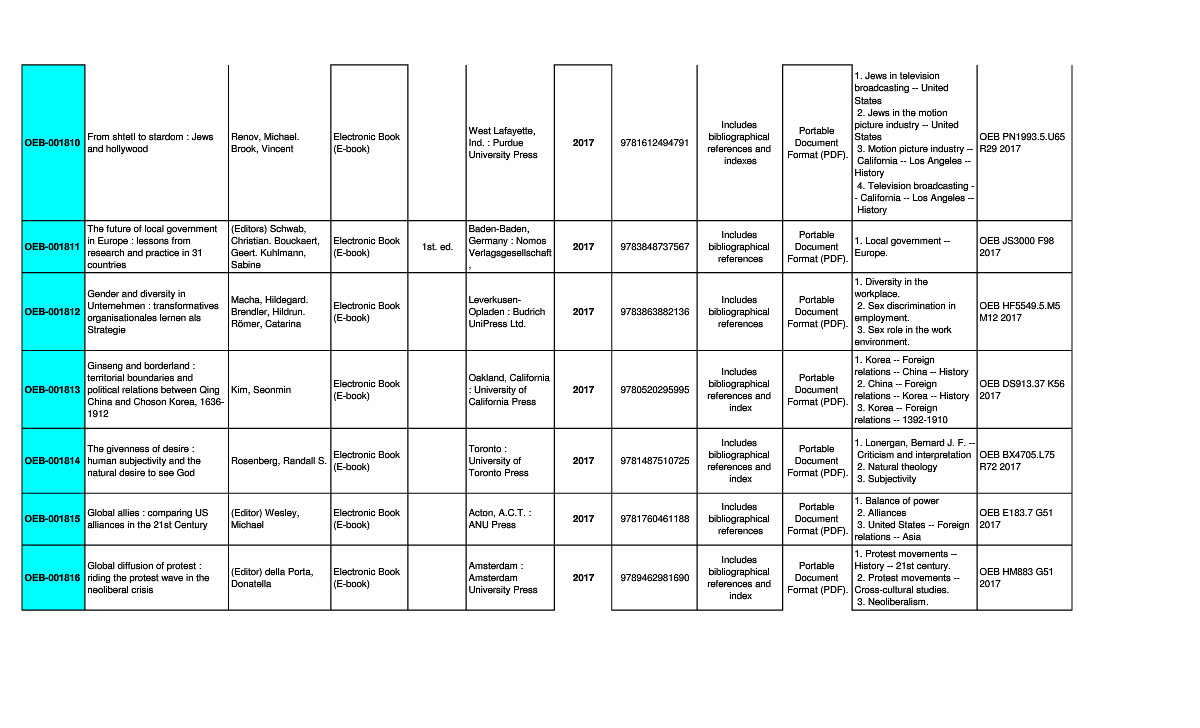 OEB-001810
From shtetl to stardom : Jews
and hollywood
Renov, Michael.
Brook, Vincent
Electronic Book
(E-book)
West Lafayette,
Ind. : Purdue
University Press
2017
9781612494791
Includes
bibliographical
references and
indexes
Portable
Document
Format (PDF).
1. Jews in television
broadcasting -- United
States
2. Jews in the motion
picture industry -- United
States
3. Motion picture industry --
California -- Los Angeles --
History
4. Television broadcasting -
- California -- Los Angeles --
History
OEB PN1993.5.U65
R29 2017
OEB-001811
The future of local government
in Europe : lessons from
research and practice in 31
countries
(Editors) Schwab,
Christian. Bouckaert,
Geert. Kuhlmann,
Sabine
Electronic Book
(E-book)
1st. ed.
Baden-Baden,
Germany : Nomos
Verlagsgesellschaft
,
2017
9783848737567
Includes
bibliographical
references
Portable
Document
Format (PDF).
1. Local government --
Europe.
OEB JS3000 F98
2017
OEB-001812
Gender and diversity in
Unternehmen : transformatives
organisationales lernen als
Strategie
Macha, Hildegard.
Brendler, Hildrun.
Römer, Catarina
Electronic Book
(E-book)
Leverkusen-
Opladen : Budrich
UniPress Ltd.
2017
9783863882136
Includes
bibliographical
references
Portable
Document
Format (PDF).
1. Diversity in the
workplace.
2. Sex discrimination in
employment.
3. Sex role in the work
environment.
OEB HF5549.5.M5
M12 2017
OEB-001813
Ginseng and borderland :
territorial boundaries and
political relations between Qing
China and Choson Korea, 1636-
1912
Kim, Seonmin
Electronic Book
(E-book)
Oakland, California
: University of
California Press
2017
9780520295995
Includes
bibliographical
references and
index
Portable
Document
Format (PDF).
1. Korea -- Foreign
relations -- China -- History
2. China -- Foreign
relations -- Korea -- History
3. Korea -- Foreign
relations -- 1392-1910
OEB DS913.37 K56
2017
OEB-001814
The givenness of desire :
human subjectivity and the
natural desire to see God
Rosenberg, Randall S.
Electronic Book
(E-book)
Toronto :
University of
Toronto Press
2017
9781487510725
Includes
bibliographical
references and
index
Portable
Document
Format (PDF).
1. Lonergan, Bernard J. F. --
Criticism and interpretation
2. Natural theology
3. Subjectivity
OEB BX4705.L75
R72 2017
OEB-001815
Global allies : comparing US
alliances in the 21st Century
(Editor) Wesley,
Michael
Electronic Book
(E-book)
Acton, A.C.T. :
ANU Press
2017
9781760461188
Includes
bibliographical
references
Portable
Document
Format (PDF).
1. Balance of power
2. Alliances
3. United States -- Foreign
relations -- Asia
OEB E183.7 G51
2017
OEB-001816
Global diffusion of protest :
riding the protest wave in the
neoliberal crisis
(Editor) della Porta,
Donatella
Electronic Book
(E-book)
Amsterdam :
Amsterdam
University Press
2017
9789462981690
Includes
bibliographical
references and
index
Portable
Document
Format (PDF).
1. Protest movements --
History -- 21st century.
2. Protest movements --
Cross-cultural studies.
3. Neoliberalism.
OEB HM883 G51
2017